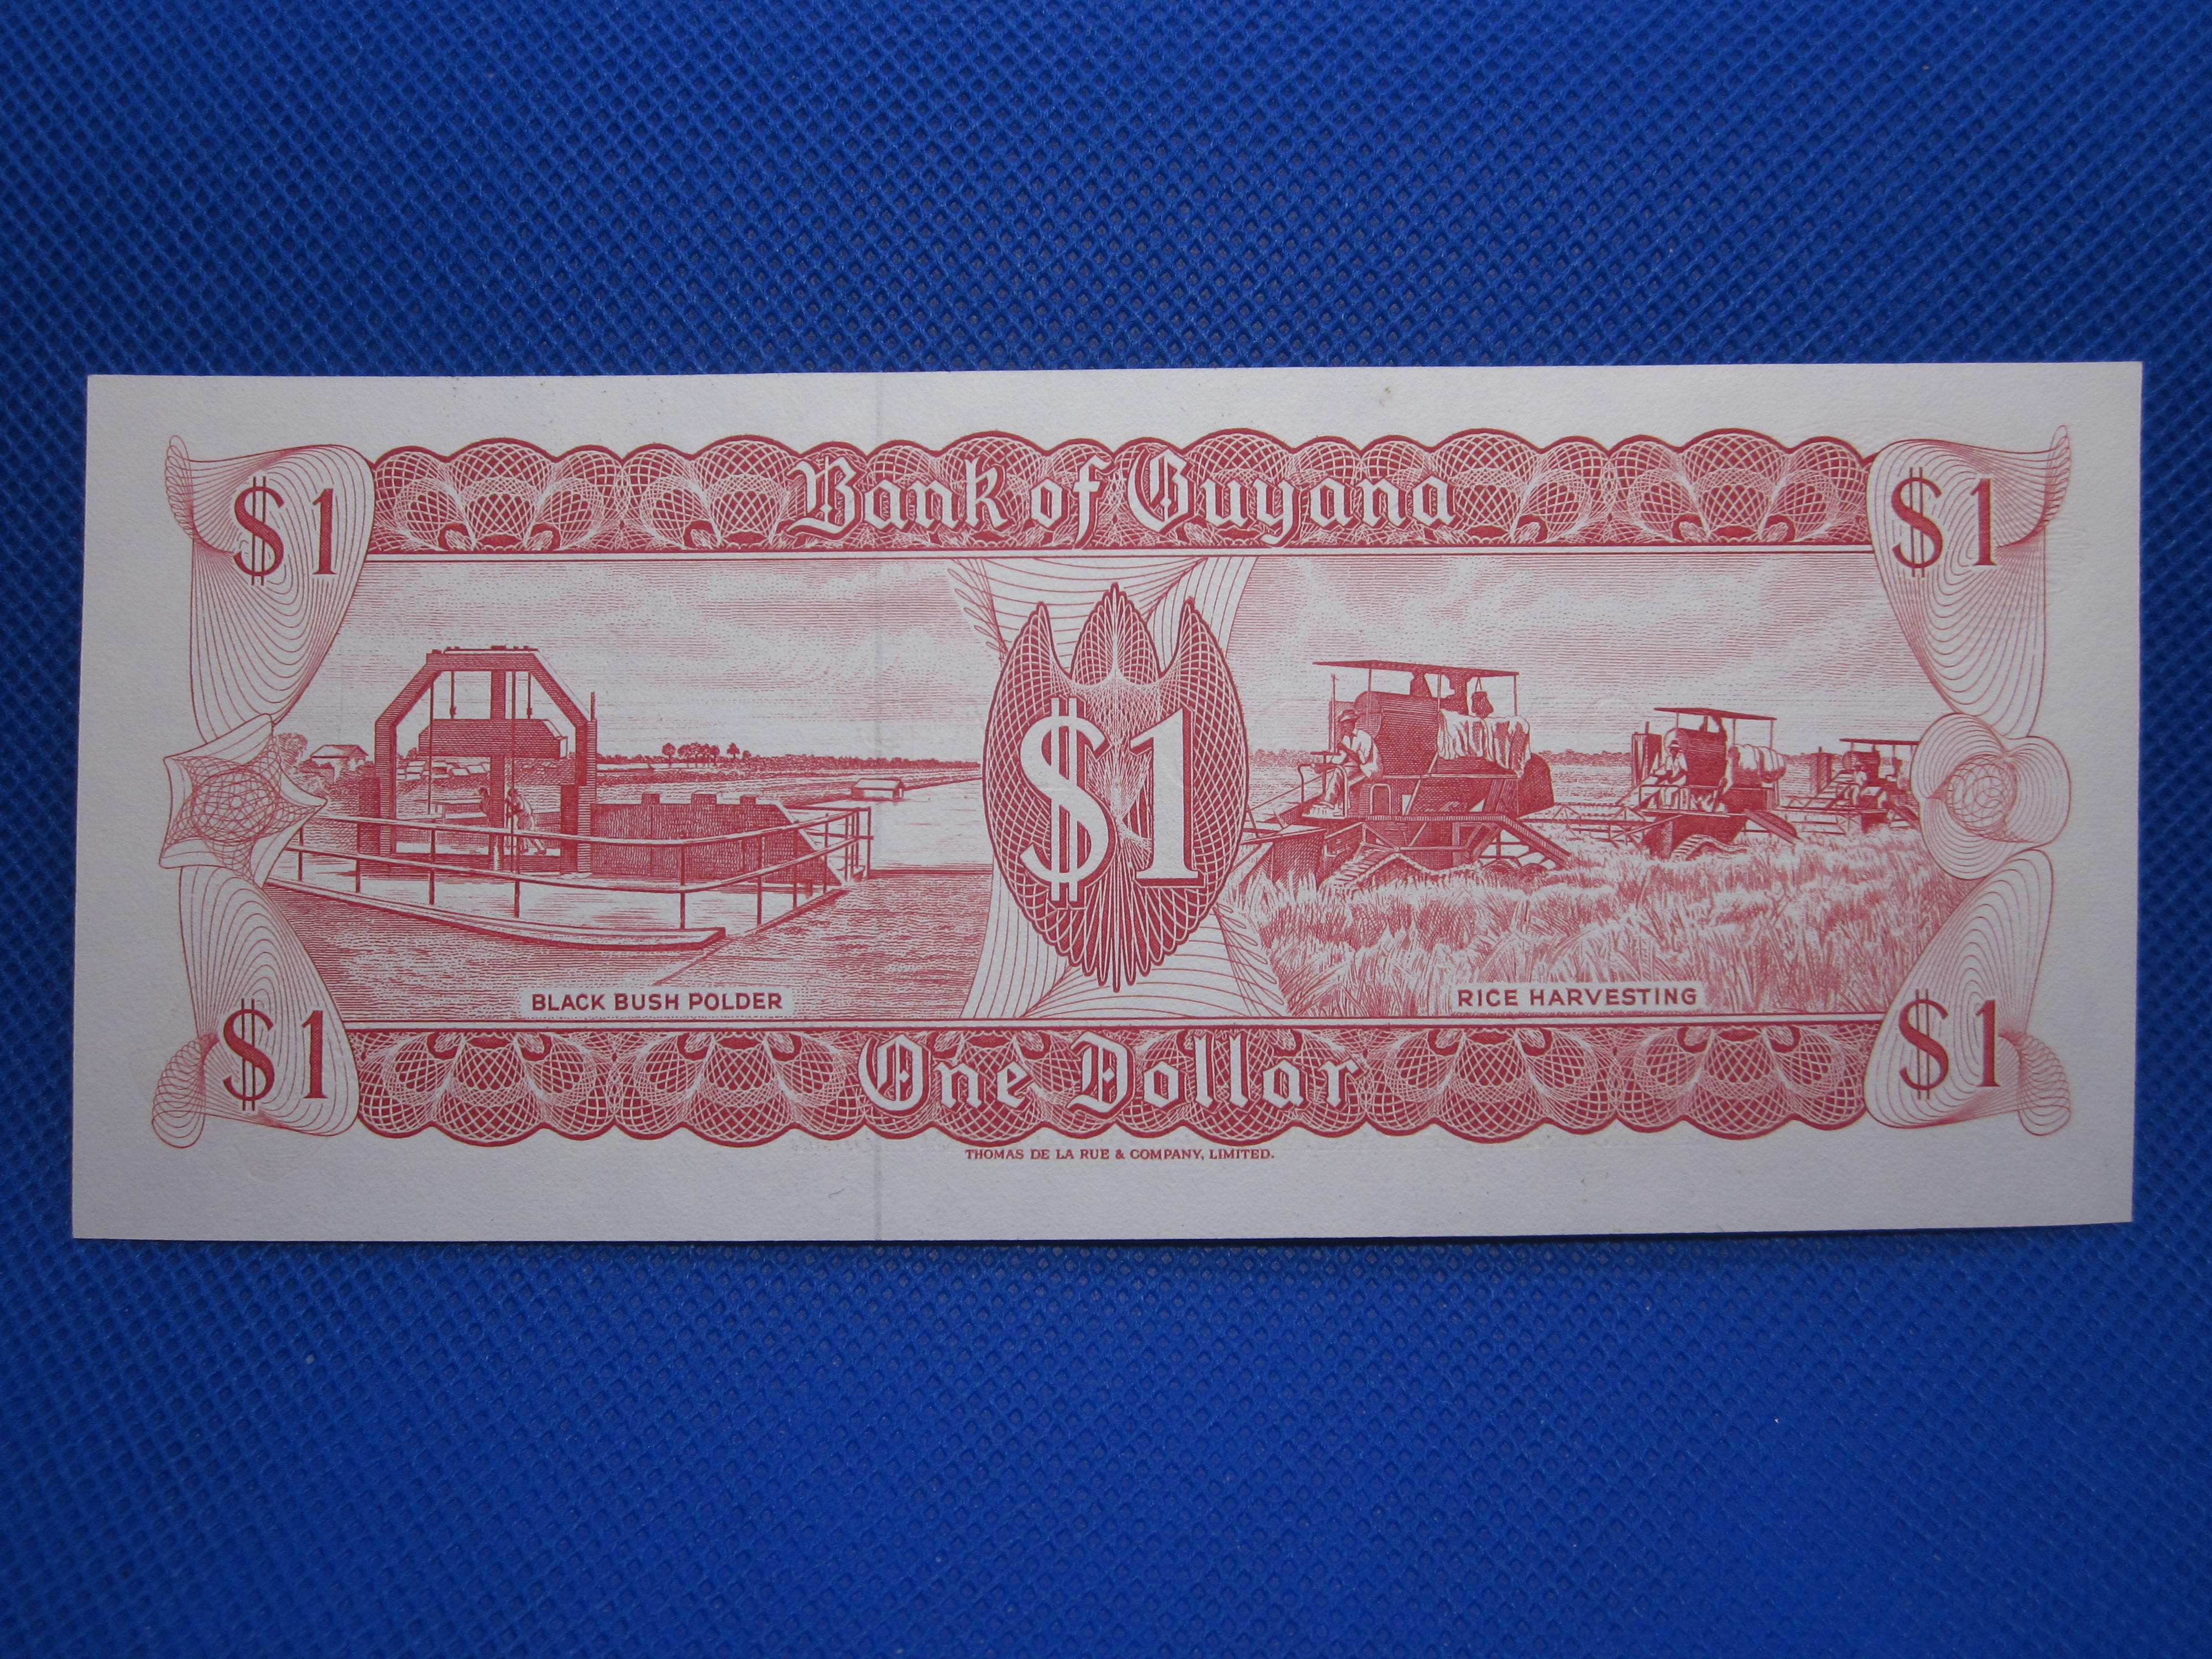 Bank of Guyana
$1 $1
$1
BLACK BUSH POLDER RICE HARVESTING
$1 $1
One Dollar
THOMAS DE LA RUE & COMPANY, LIMITED.